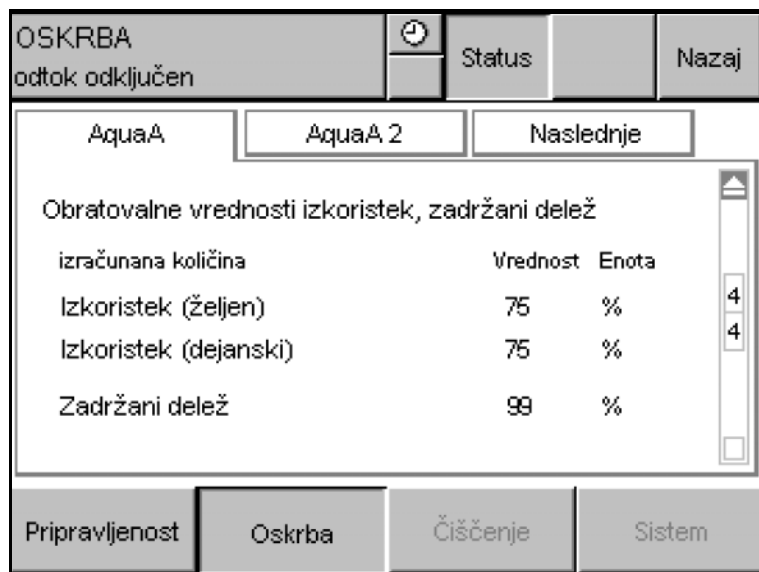 OSKRBA
odtok odključen
Status
Nazaj
AquaA
AquaA 2
Naslednje
Obratovalne vrednosti izkoristek, zadržani delež
izračunana količina Vrednost Enota
Izkoristek (željen) 75 %
Izkoristek (dejanski) 75 %
Zadržani delež 99 %
4
4
Pripravljenost
Oskrba
Čiščenje
Sistem